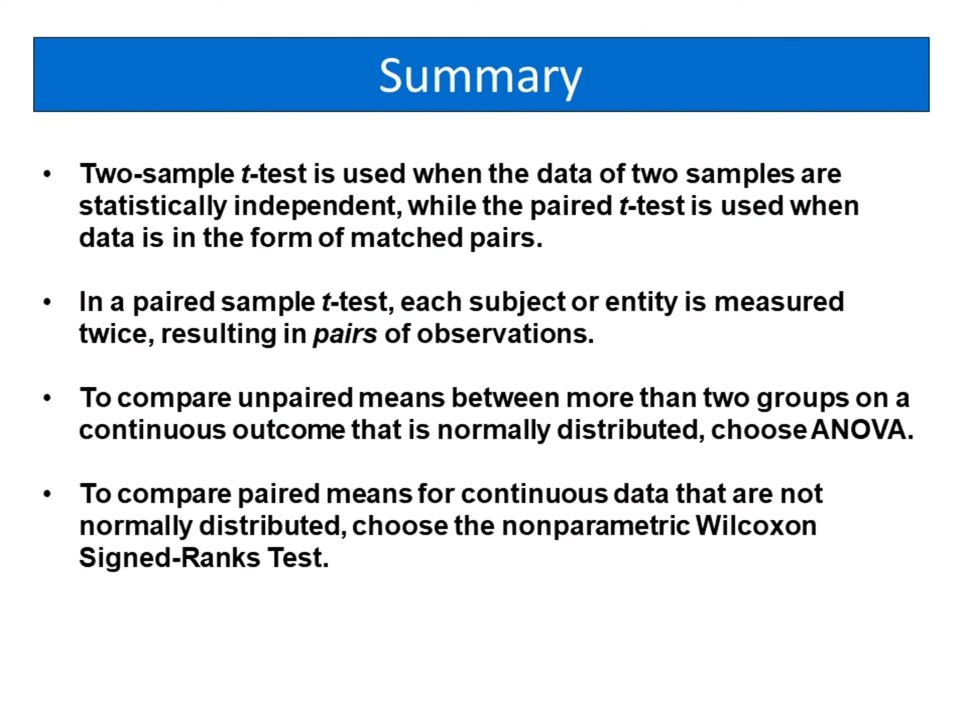 Summary
• Two-sample t-test is used when the data of two samples are
statistically independent, while the paired t-test is used when
data is in the form of matched pairs.
• In a paired sample t-test, each subject or entity is measured
twice, resulting in pairs of observations.
• To compare unpaired means between more than two groups on a
continuous outcome that is normally distributed, choose ANOVA.
• To compare paired means for continuous data that are not
normally distributed, choose the nonparametric Wilcoxon
Signed-Ranks Test.